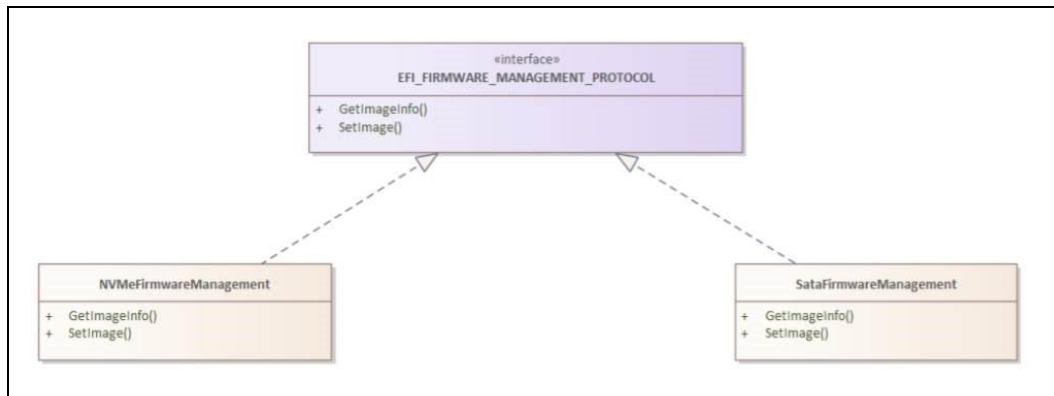 «interface»
EFI_FIRMWARE_MANAGEMENT_PROTOCOL
+ GetImageInfo()
+ SetImage()
NVMeFirmwareManagement
+ GetImageInfo()
+ SetImage()
SataFirmwareManagement
+ GetImageInfo()
+ SetImage()